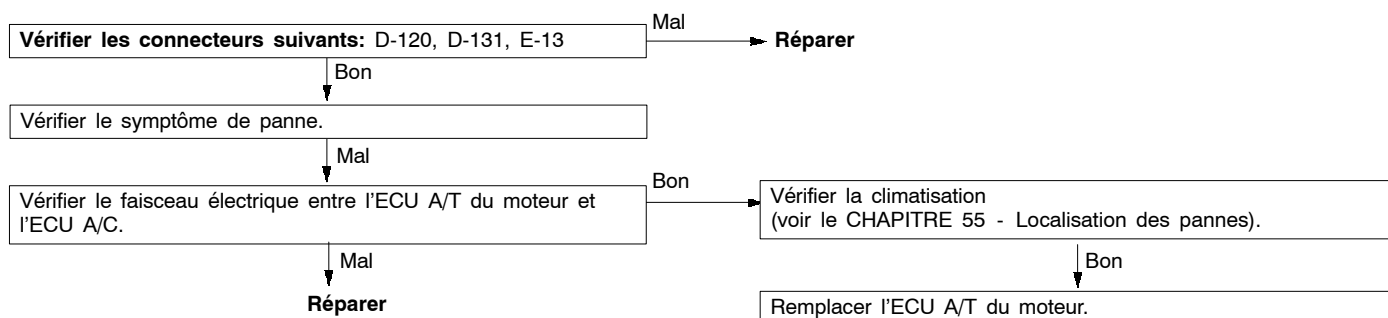 Vérifier les connecteurs suivants: D-120, D-131, E-13
Mal
Réparer
Bon
Vérifier le symptôme de panne.
Mal
Vérifier le faisceau électrique entre l'ECU A/T du moteur et
l'ECU A/C.
Bon
Vérifier la climatisation
(voir le CHAPITRE 55 - Localisation des pannes).
Mal
Réparer
Bon
Remplacer l'ECU A/T du moteur.